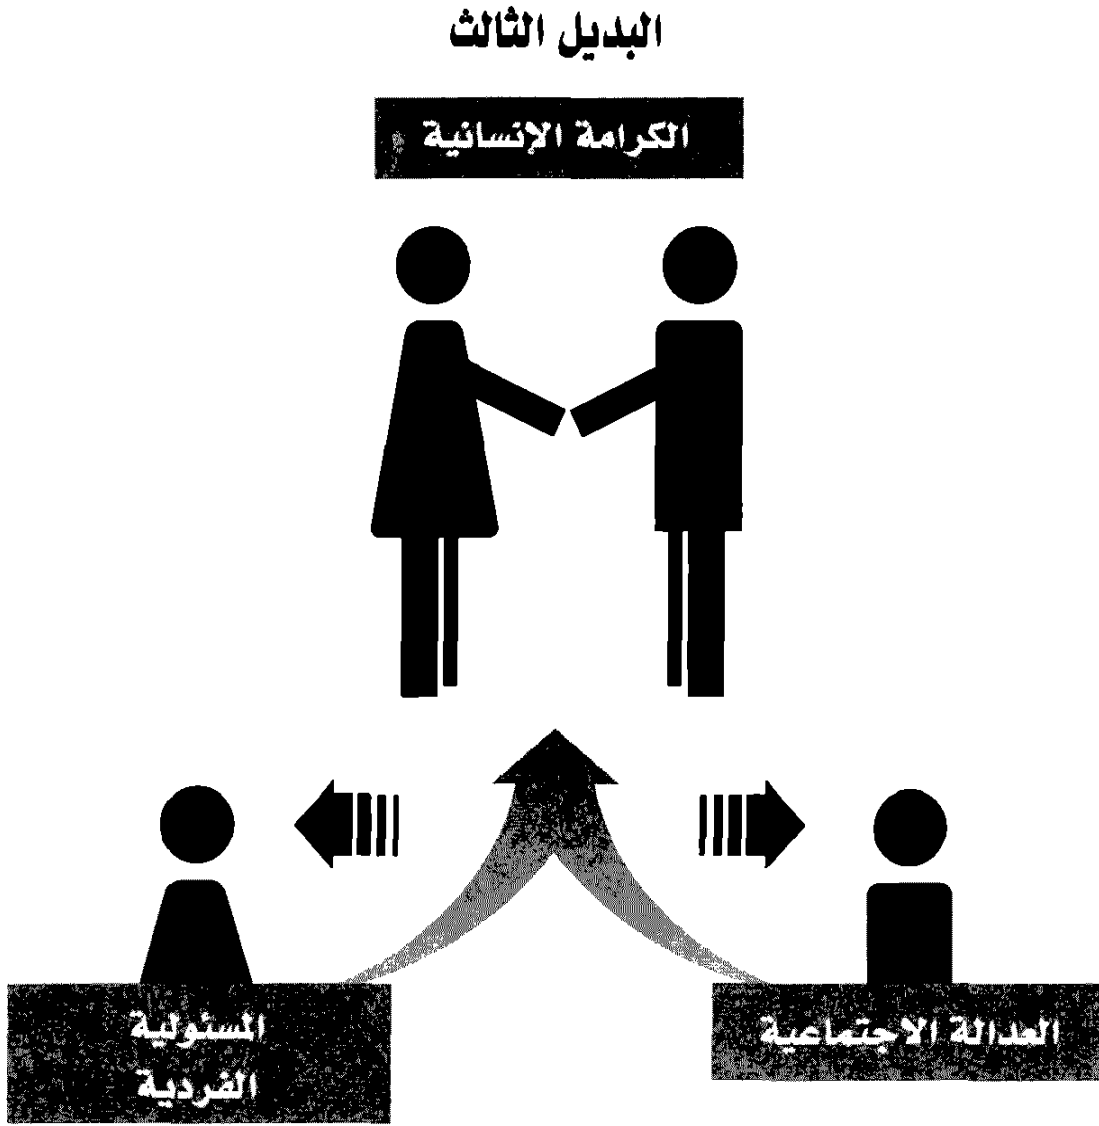 البديل الثالث
الكرامة الإنسانية
العدالة الاجتماعية
المسئولية
الفردية